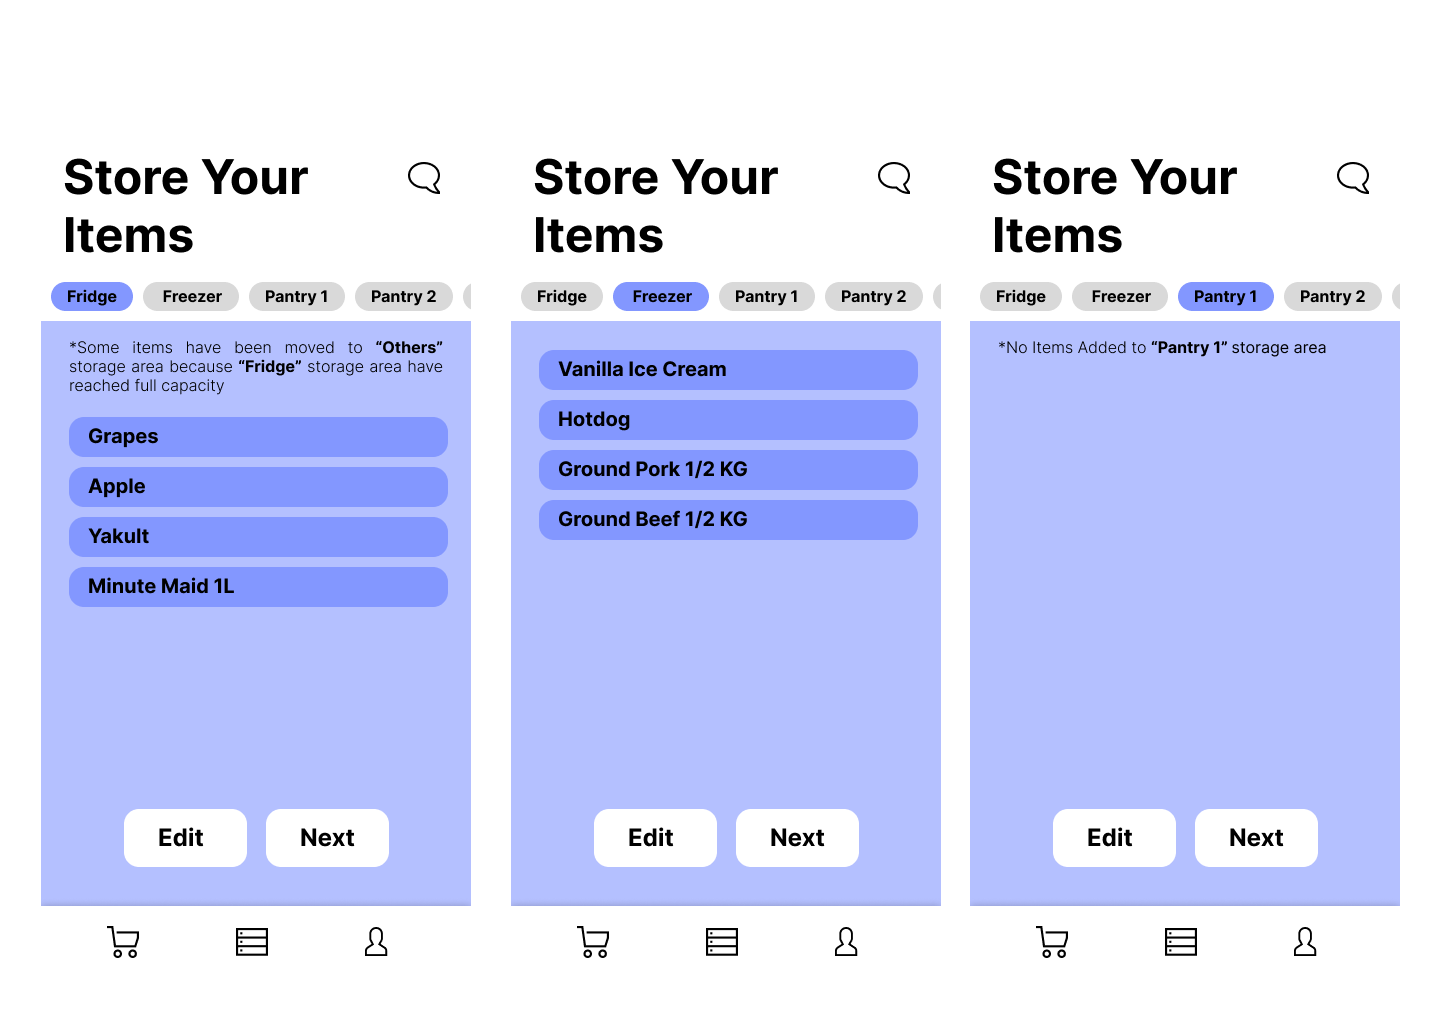 Store Your
Items
Fridge
Freezer
Pantry 1
Pantry 2
*Some items have been moved to “Others”
storage area because “Fridge” storage area have
reached full capacity
Grapes
Apple
Yakult
Minute Maid 1L
Edit
Next
Store Your
Items
Fridge
Freezer
Pantry 1
Pantry 2
Vanilla Ice Cream
Hotdog
Ground Pork 1/2 KG
Ground Beef 1/2 KG
Edit
Next
Store Your
Items
Fridge
Freezer
Pantry 1
Pantry 2
*No Items Added to “Pantry 1” storage area
Edit
Next